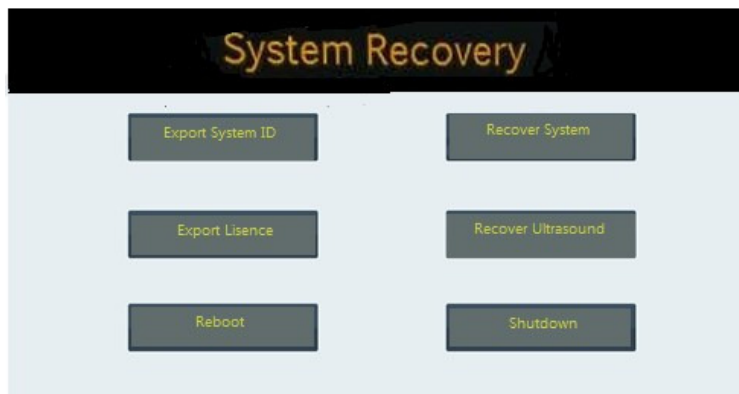 System Recovery
Export System ID
Recover System
Export Lisence
Recover Ultrasound
Reboot
Shutdown